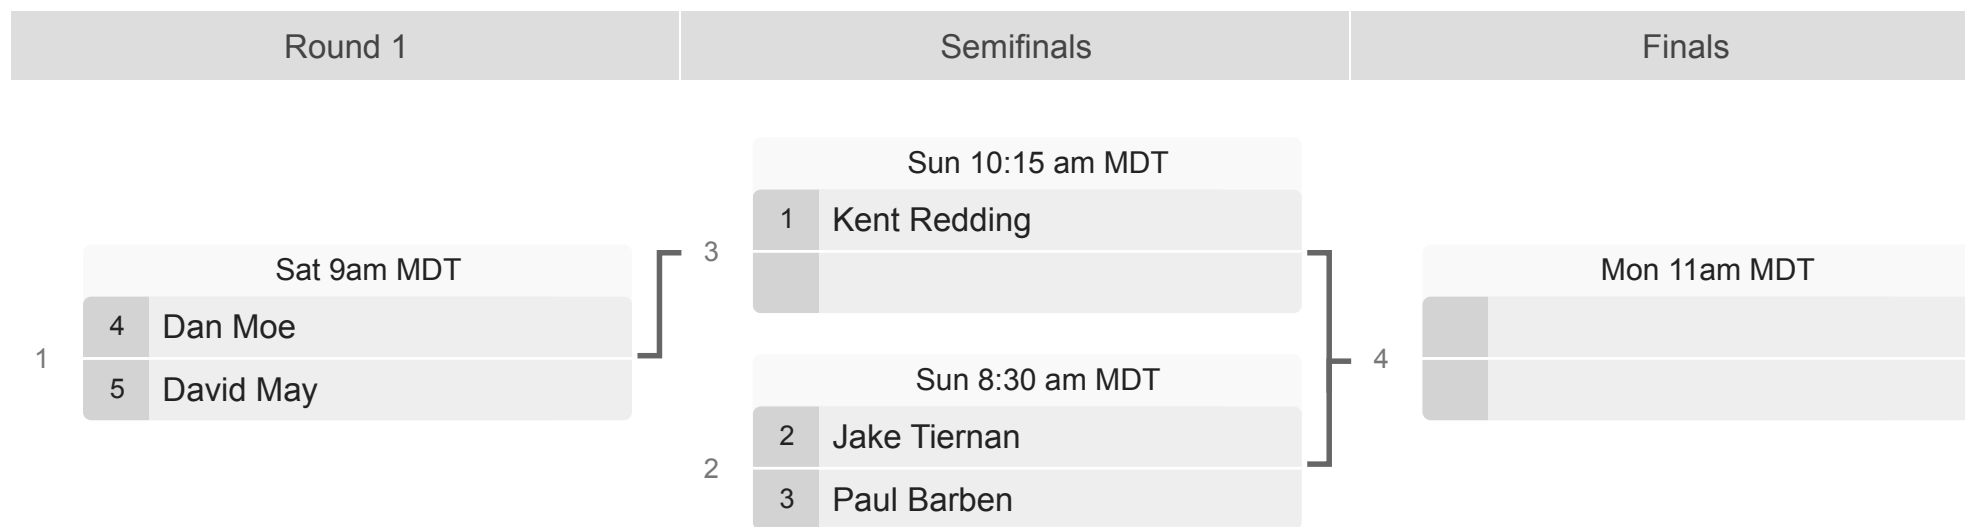 Round 1
Semifinals
Finals
1
Sat 9am MDT
4 Dan Moe
5 David May
3
Sun 10:15 am MDT
1 Kent Redding
2
Sun 8:30 am MDT
2 Jake Tiernan
3 Paul Barben
4
Mon 11am MDT